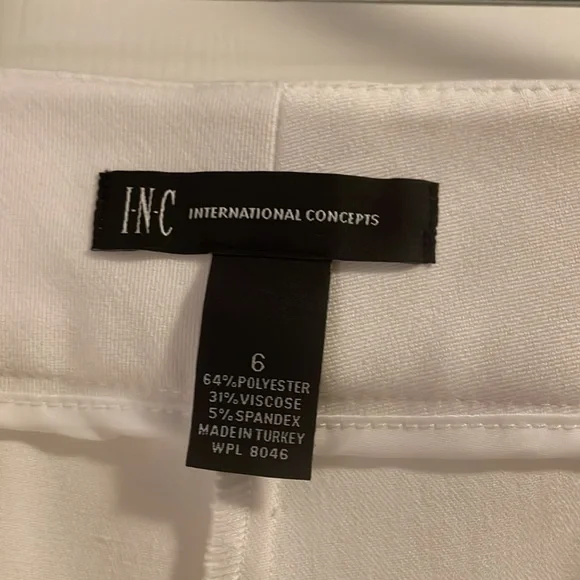 I·N·C INTERNATIONAL CONCEPTS
6
64%POLYESTER
31%VISCOSE
5%SPANDEX
MADE IN TURKEY
WPL 8046